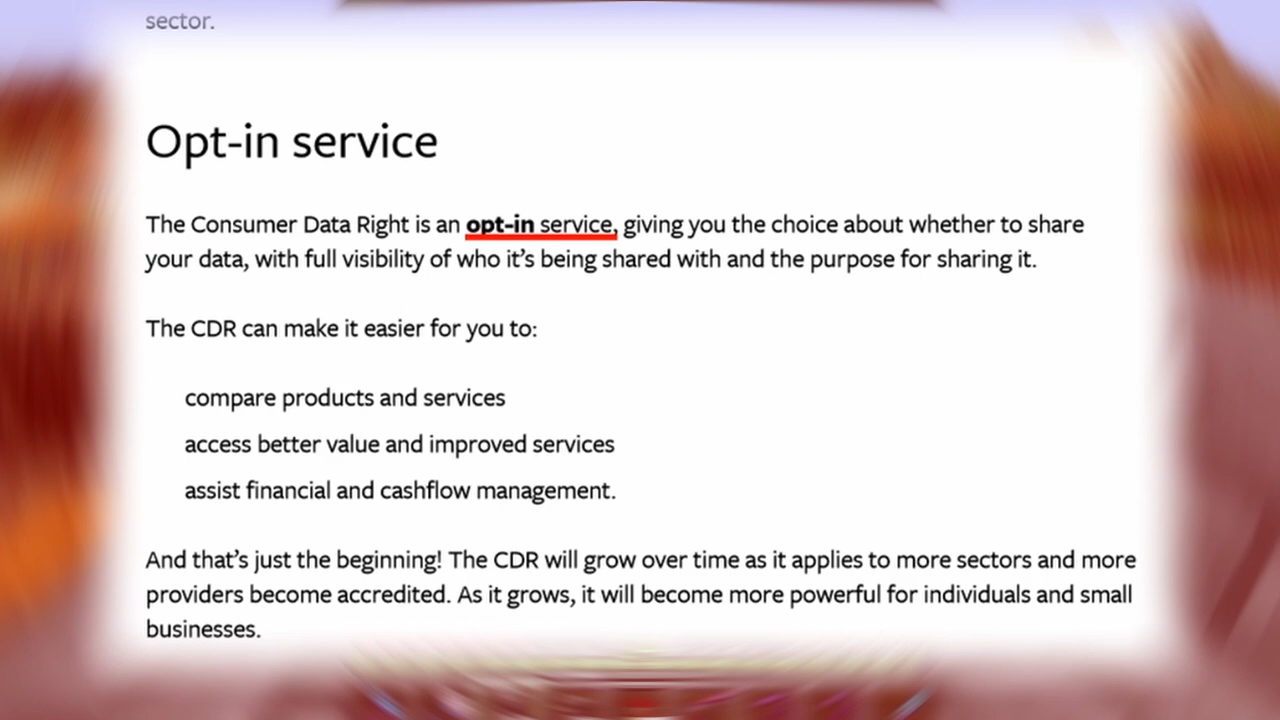 sector.
Opt-in service
The Consumer Data Right is an opt-in service, giving you the choice about whether to share
your data, with full visibility of who it’s being shared with and the purpose for sharing it.
The CDR can make it easier for you to:
compare products and services
access better value and improved services
assist financial and cashflow management.
And that’s just the beginning! The CDR will grow over time as it applies to more sectors and more
providers become accredited. As it grows, it will become more powerful for individuals and small
businesses.